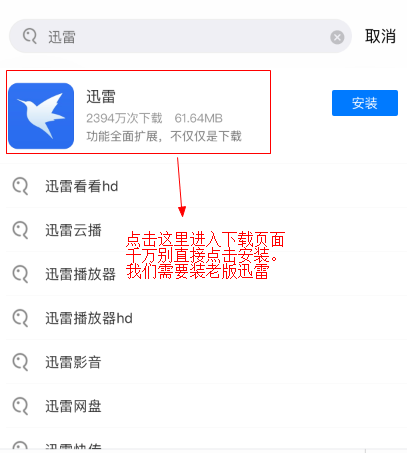 迅雷
取消
迅雷
2394万次下载 61.64MB
功能全面扩展，不仅仅是下载
安装
迅雷看看hd
迅雷云播
点击这里进入下载页面
千万别直接点击安装。
迅雷播放器
我们需要装老版迅雷
迅雷播放器hd
迅雷影音
迅雷网盘
迅雷快传